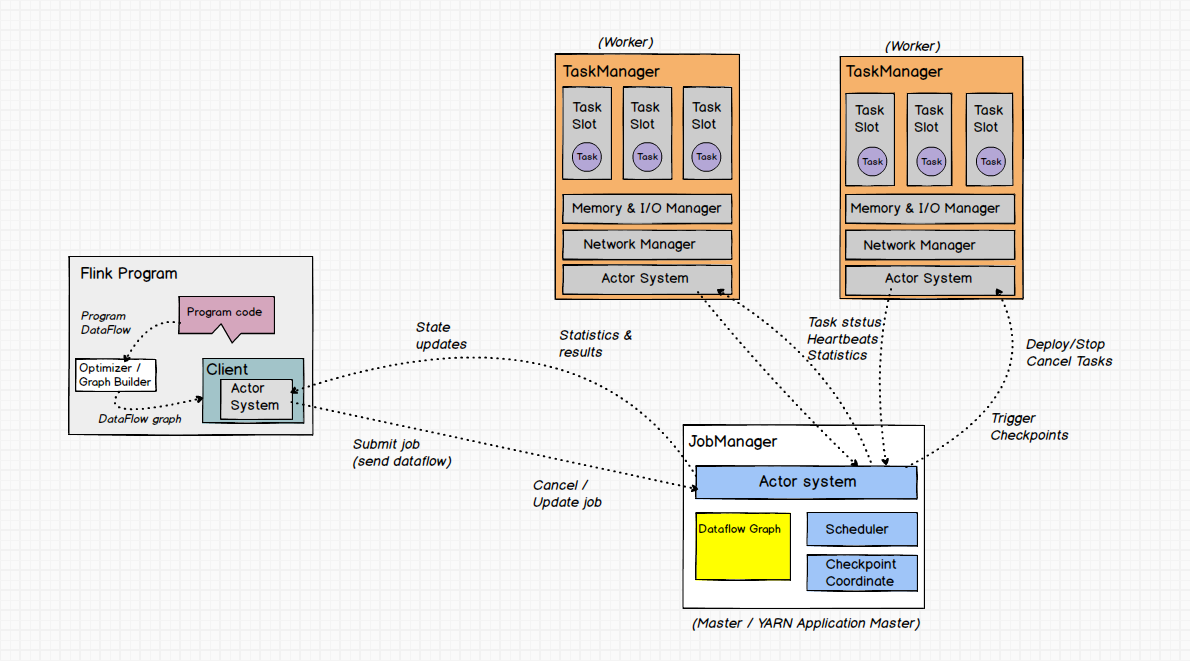 (Worker)
TaskManager
Task
Slot
Task
Task
Slot
Task
Task
Slot
Task
Memory & I/O Manager
Network Manager
Actor System
(Worker)
TaskManager
Task
Slot
Task
Task
Slot
Task
Task
Slot
Task
Memory & I/O Manager
Network Manager
Actor System
Flink Program
Program code
Program
DataFlow
Optimizer /
Graph Builder
DataFlow graph
Client
Actor
System
State
updates
Statistics &
results
Task ststus
Heartbeats
Statistics
Deploy/Stop
Cancel Tasks
Trigger
Checkpoints
Submit job
(send dataflow)
Cancel /
Update job
JobManager
Actor system
Dataflow Graph
Scheduler
Checkpoint
Coordinate
(Master / YARN Application Master)